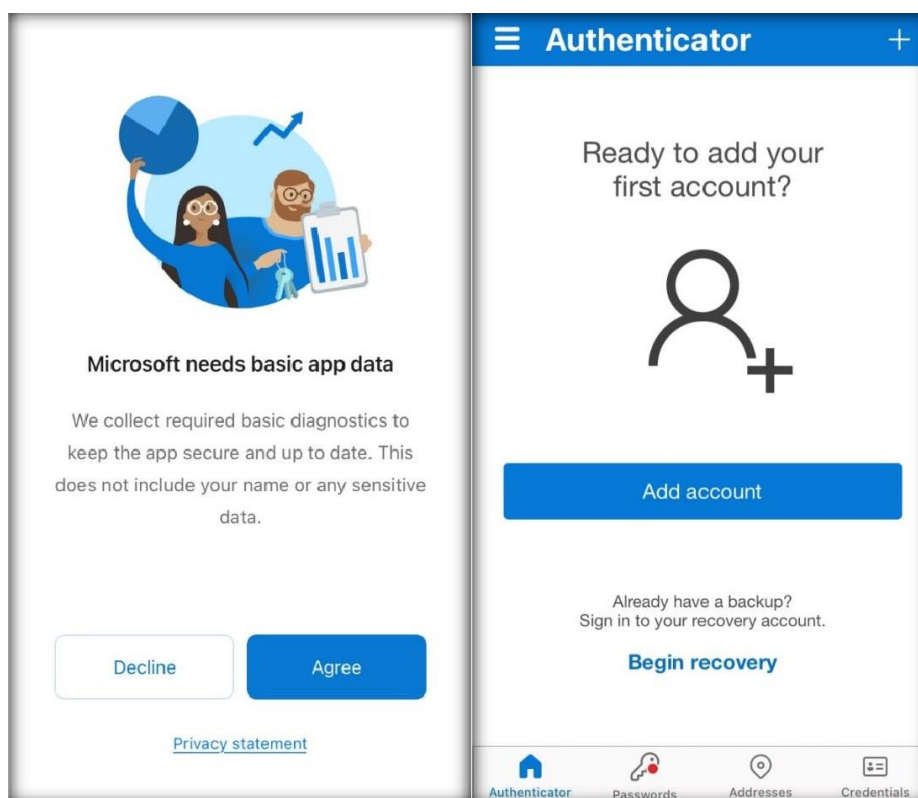 Microsoft needs basic app data
We collect required basic diagnostics to
keep the app secure and up to date. This
does not include your name or any sensitive
data.
Decline
Agree
Privacy statement
Authenticator
Ready to add your
first account?
Add account
Already have a backup?
Sign in to your recovery account.
Begin recovery
Authenticator
Passwords
Addresses
Credentials